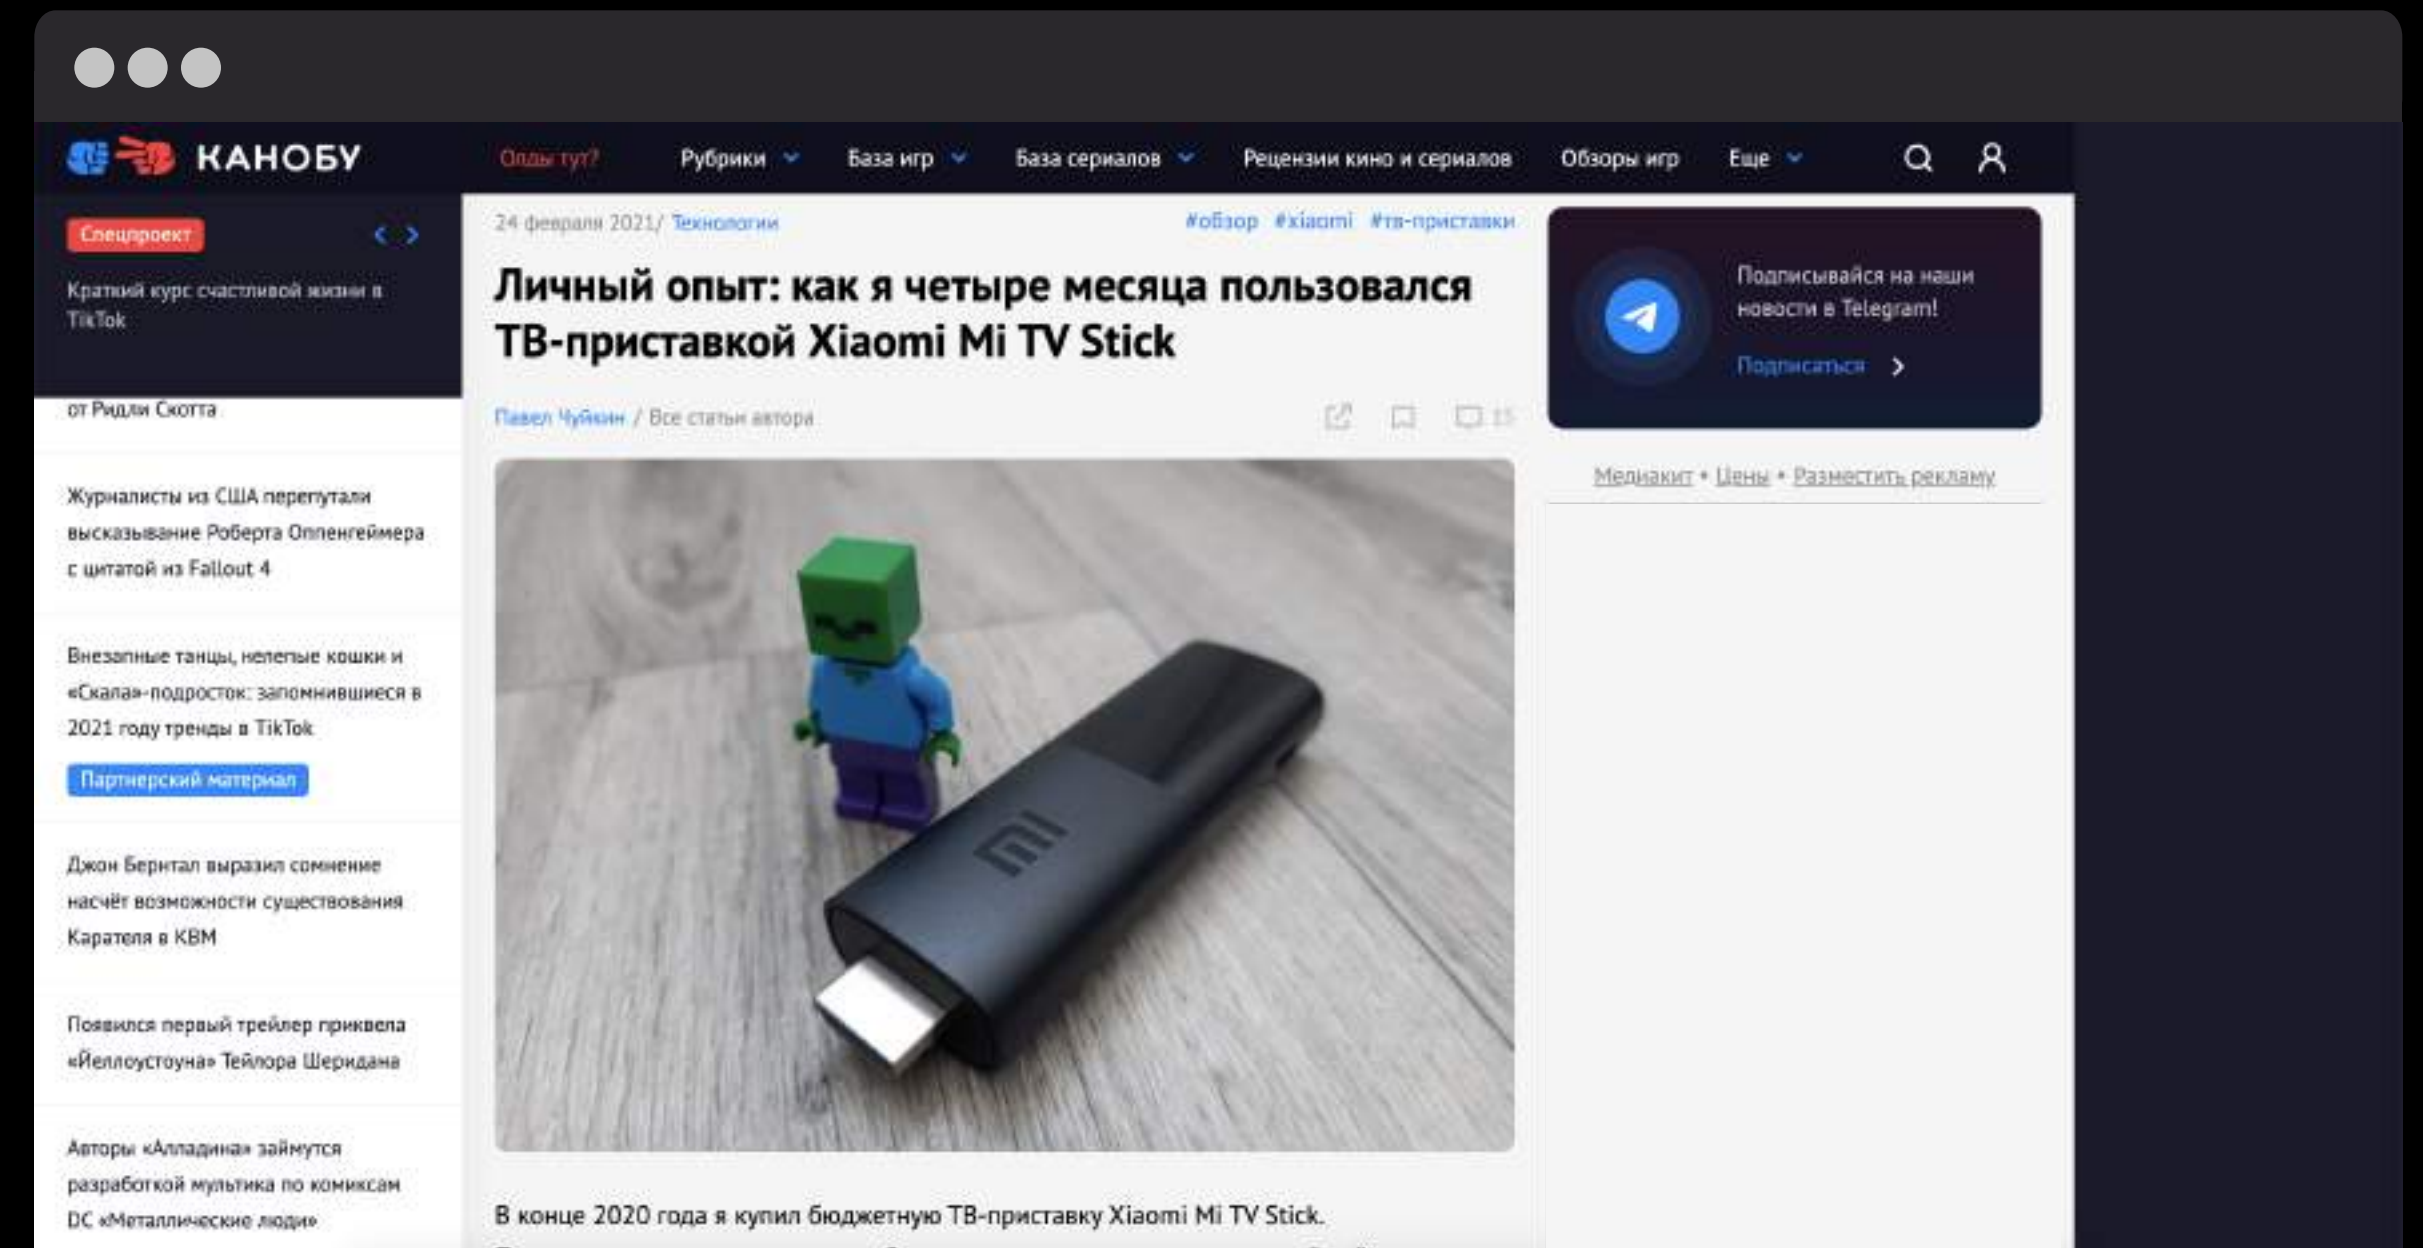 КАНОБУ
Олды тут?
Рубрики
База игр
База сериалов
Рецензии кино и сериалов
Обзоры игр
Еще
Спецпроект
Краткий курс счастливой жизни в
TikTok
от Ридли Скотта
Журналисты из США перепутали
высказывание Роберта Оппенгеймера
с цитатой из Fallout 4
Внезапные танцы, нелепые кошки и
«Скала»-подросток: запомнившиеся в
2021 году тренды в TikTok
Партнерский материал
Джон Бернтал выразил сомнение
насчёт возможности существования
Карателя в КВМ
Появился первый трейлер приквела
«Йеллоустоуна» Тейлора Шеридана
Авторы «Алладина» займутся
разработкой мультика по комиксам
DC «Металлические люди»
24 февраля 2021/ Технологии
#обзор #xiaomi #тв-приставки
Личный опыт: как я четыре месяца пользовался
ТВ-приставкой Xiaomi Mi TV Stick
Павел Чуйкин / Все статьи автора
15
MI
В конце 2020 года я купил бюджетную ТВ-приставку Xiaomi Mi TV Stick.
Подписывайся на наши
новости в Telegram!
Подписаться
Медиакит • Цены • Разместить рекламу